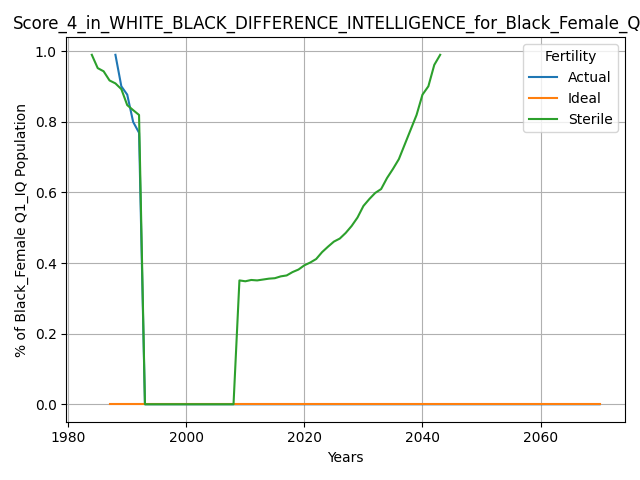 Score_4_in_WHITE_BLACK_DIFFERENCE_INTELLIGENCE_for_Black_Female_Q
% of Black_Female Q1_IQ Population
1.0
0.8
0.6
0.4
0.2
0.0
Fertility
Actual
Ideal
Sterile
1980
2000
2020
2040
2060
Years